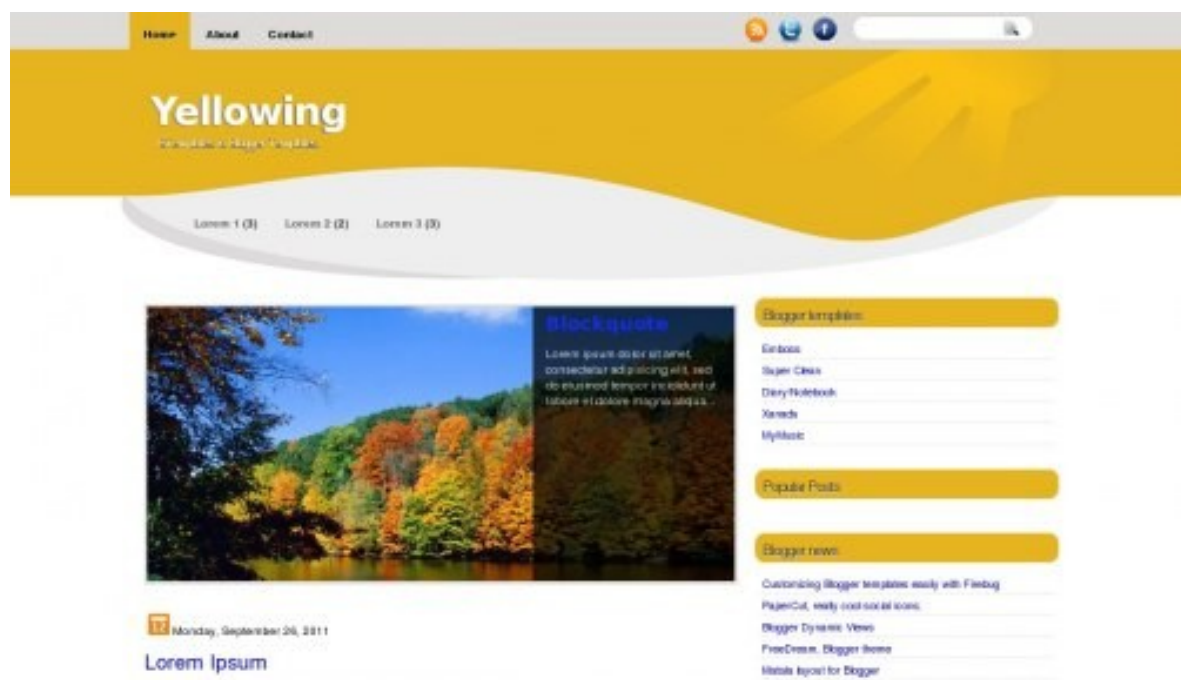 Home About Contact
Yellowing
Lorem 1 (3) Lorem 2 (2) Lorem 3 (3)
Blockquote
Lorem ipsum dolor sit amet,
consectetur adipisicing elit, sed
do eiusmod tempor incididunt ut
labore et dolore magna aliqua...
12
Monday, September 26, 2011
Lorem Ipsum
Blogger templates
Emboss
Super Clean
Diary/Notebook
Xanadu
MyMusic
Popular Posts
Blogger news
Customizing Blogger templates easily with Firebug
PaperCut, really cool social icons
Blogger Dynamic Views
FreeDream, Blogger theme
layout for Blogger